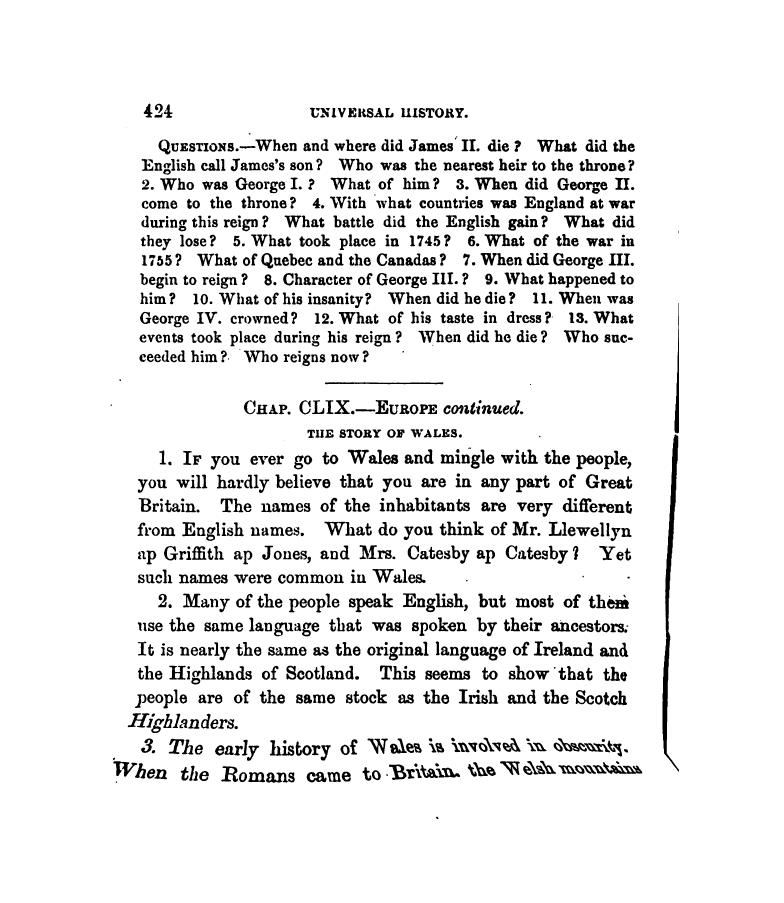 424 UNIVERSAL HISTORY.
QUESTIONS.—When and where did James II. die? What did the
English call James's son? Who was the nearest heir to the throne?
2. Who was George I.? What of him? 3. When did George II.
come to the throne? 4. With what countries was England at war
during this reign? What battle did the English gain? What did
they lose? 5. What took place in 1745? 6. What of the war in
1755? What of Quebec and the Canadas? 7. When did George III.
begin to reign? 8. Character of George III.? 9. What happened to
him? 10. What of his insanity? When did he die? 11. When was
George IV. crowned? 12. What of his taste in dress? 13. What
events took place during his reign? When did he die? Who suc-
ceeded him? Who reigns now?
CHAP. CLIX.—EUROPE continued.
THE STORY OF WALES.
1. IF you ever go to Wales and mingle with the people,
you will hardly believe that you are in any part of Great
Britain. The names of the inhabitants are very different
from English names. What do you think of Mr. Llewellyn
ap Griffith ap Jones, and Mrs. Catesby ap Catesby? Yet
such names were common in Wales.
2. Many of the people speak English, but most of them
use the same language that was spoken by their ancestors.
It is nearly the same as the original language of Ireland and
the Highlands of Scotland. This seems to show that the
people are of the same stock as the Irish and the Scotch
Highlanders.
3. The early history of Wales is involved in obscurity.
When the Romans came to Britain, the Welsh mountains